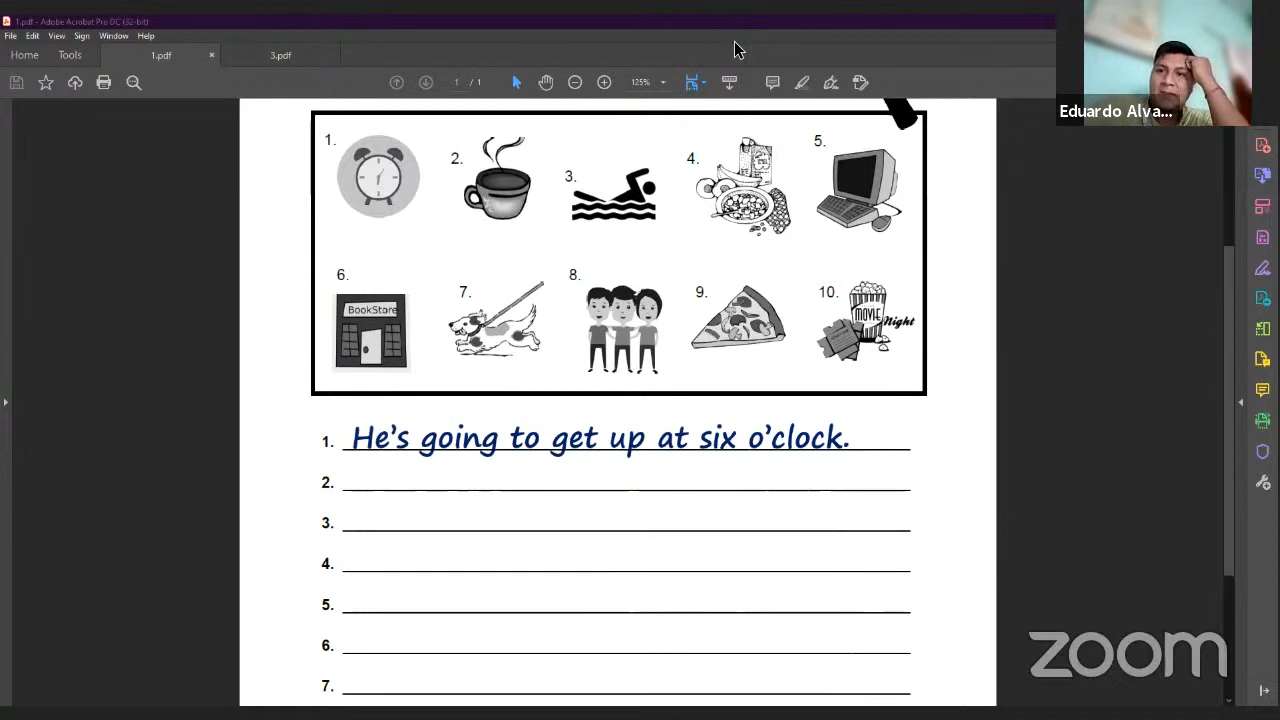 1.pdf - Adobe Acrobat Pro DC (32-bit)
File Edit View Sign Window Help
Home Tools 1.pdf × 3.pdf
1 / 1 125%
Eduardo Alva...
1. 2. 3. 4. 5.
6. 7. 8. 9. 10.
BookStore
MOVIE Night
1. He's going to get up at six o'clock.
2.
3.
4.
5.
6.
7.
zoom